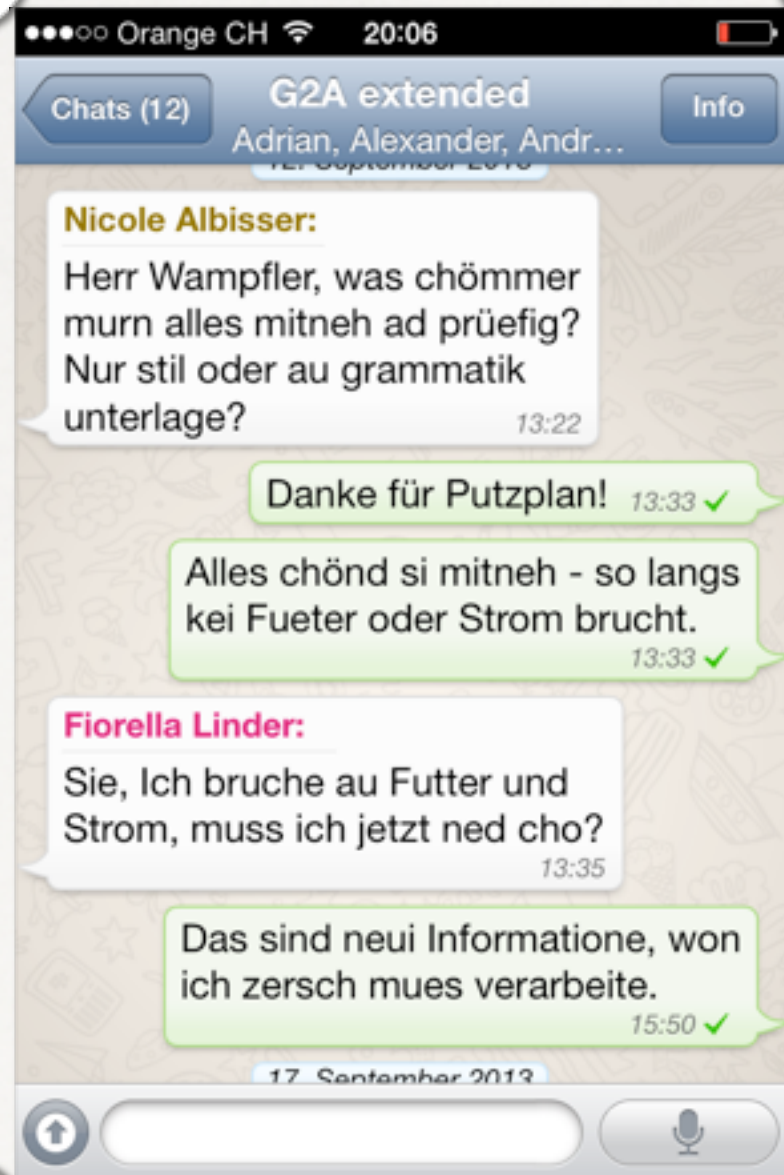 Orange CH 20:06
Chats (12) G2A extended Info
Adrian, Alexander, Andr...
12. September 2013
Nicole Albisser:
Herr Wampfler, was chömmer
murn alles mitneh ad prüefig?
Nur stil oder au grammatik
unterlage? 13:22
Danke für Putzplan! 13:33
Alles chönd si mitneh - so langs
kei Fueter oder Strom brucht.
13:33
Fiorella Linder:
Sie, Ich bruche au Futter und
Strom, muss ich jetzt ned cho?
13:35
Das sind neui Informatione, won
ich zersch mues verarbeite.
15:50
17. September 2013